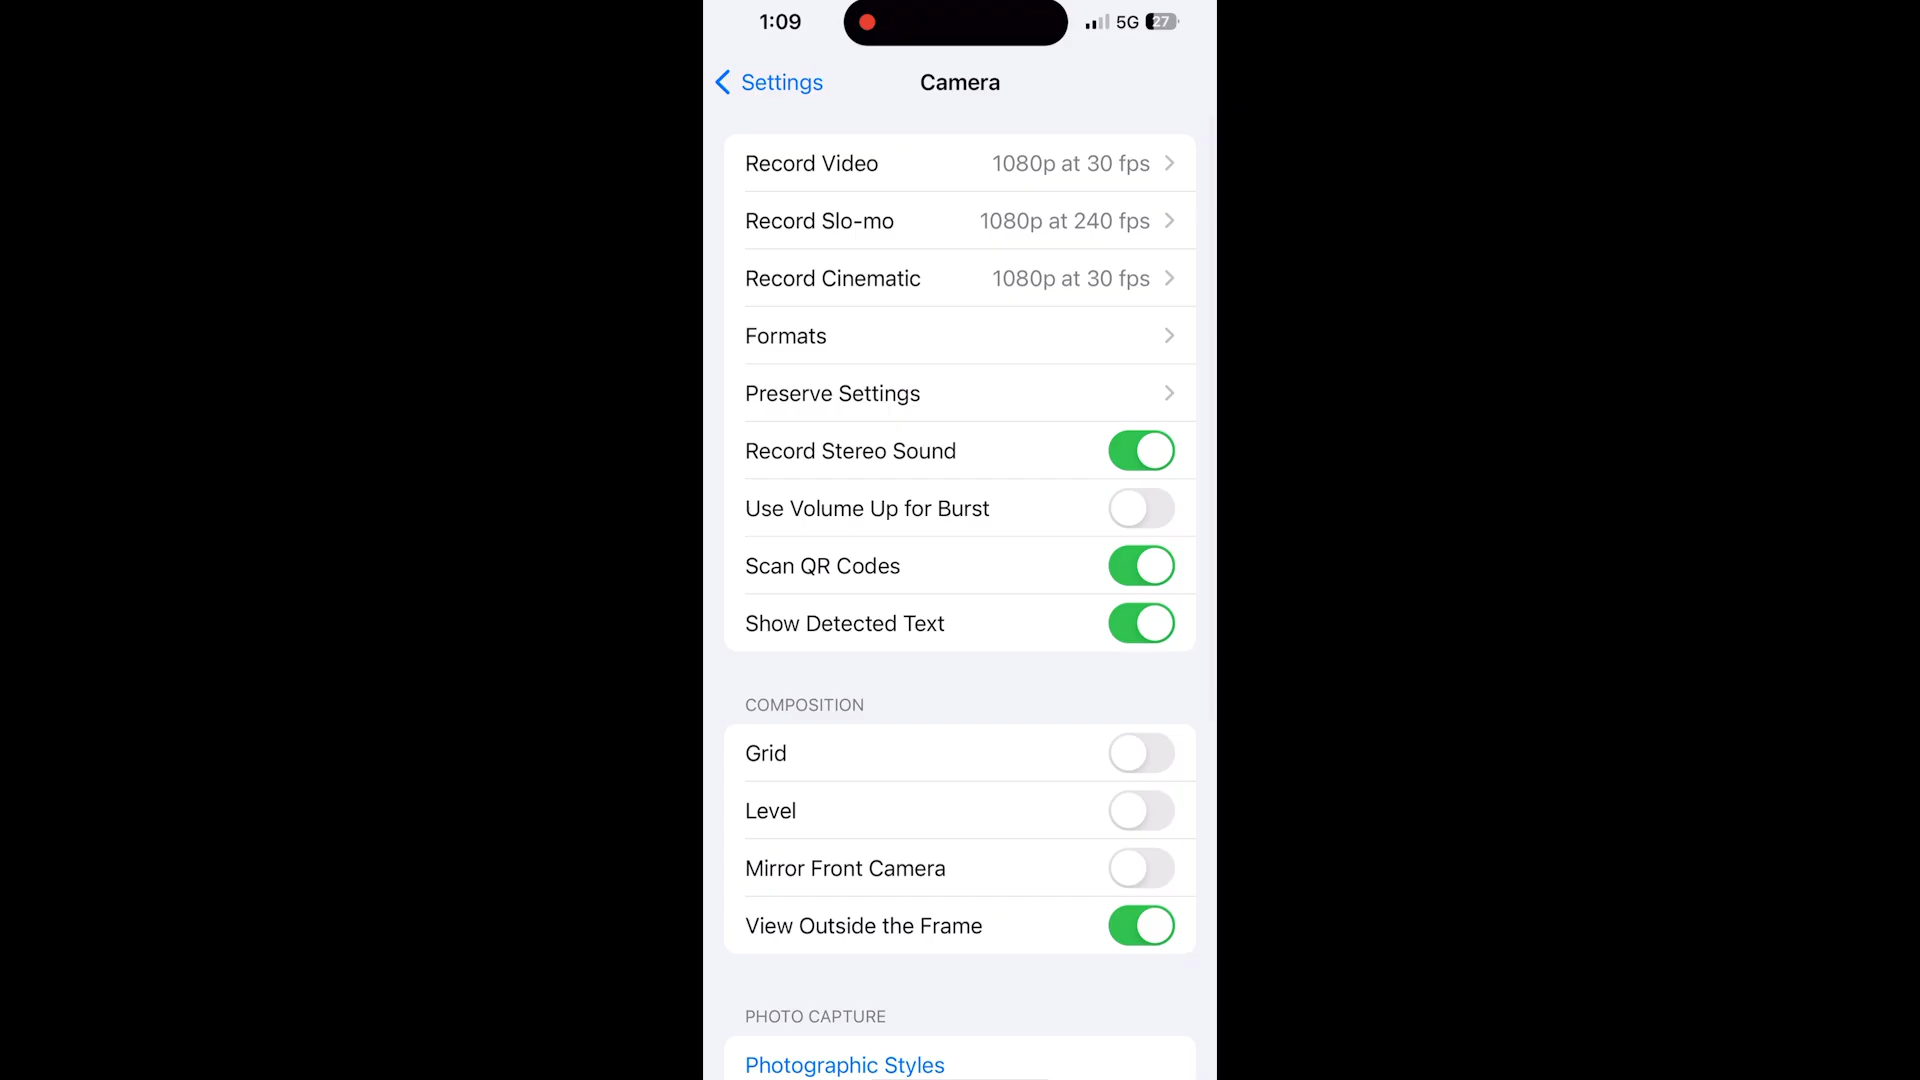 1:09 5G 27
Settings Camera
Record Video 1080p at 30 fps
Record Slo-mo 1080p at 240 fps
Record Cinematic 1080p at 30 fps
Formats
Preserve Settings
Record Stereo Sound
Use Volume Up for Burst
Scan QR Codes
Show Detected Text
COMPOSITION
Grid
Level
Mirror Front Camera
View Outside the Frame
PHOTO CAPTURE
Photographic Styles